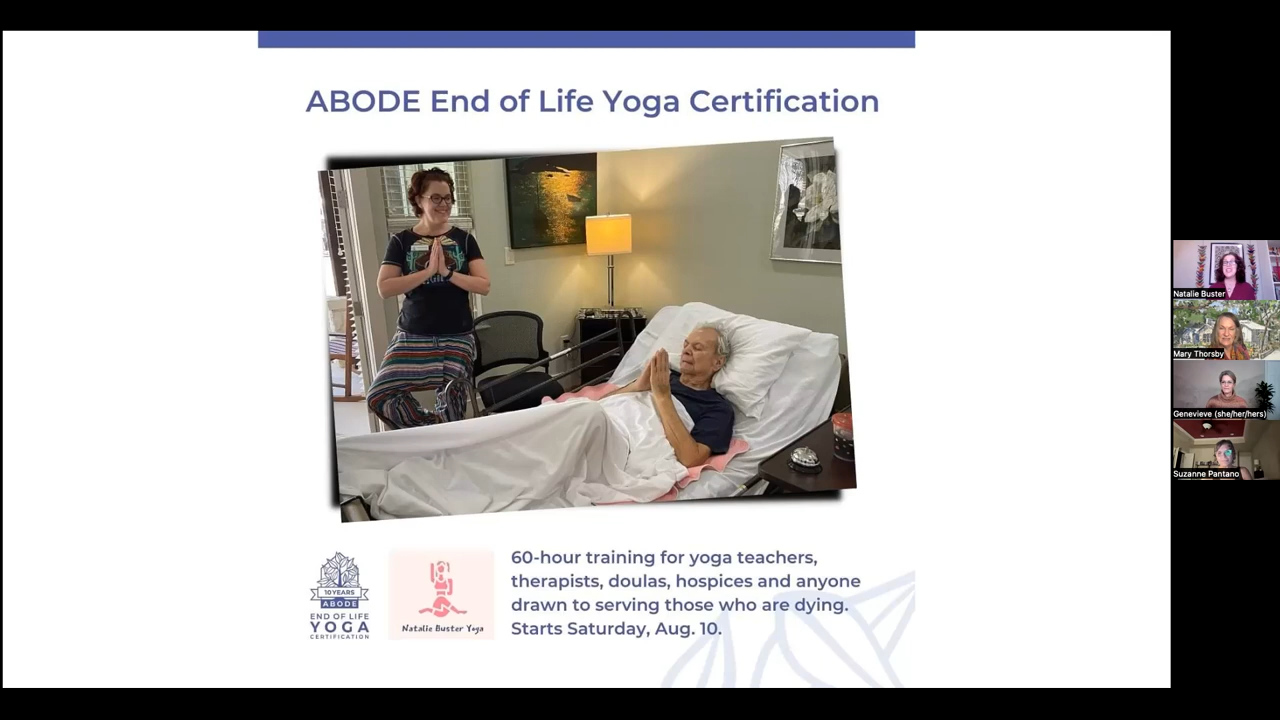 ABODE End of Life Yoga Certification
10 YEARS
ABODE
END OF LIFE
YOGA
CERTIFICATION
Natalie Buster Yoga
60-hour training for yoga teachers,
therapists, doulas, hospices and anyone
drawn to serving those who are dying.
Starts Saturday, Aug. 10.
Natalie Buster
Mary Thorsby
Genevieve (she/her/hers)
Suzanne Pantano